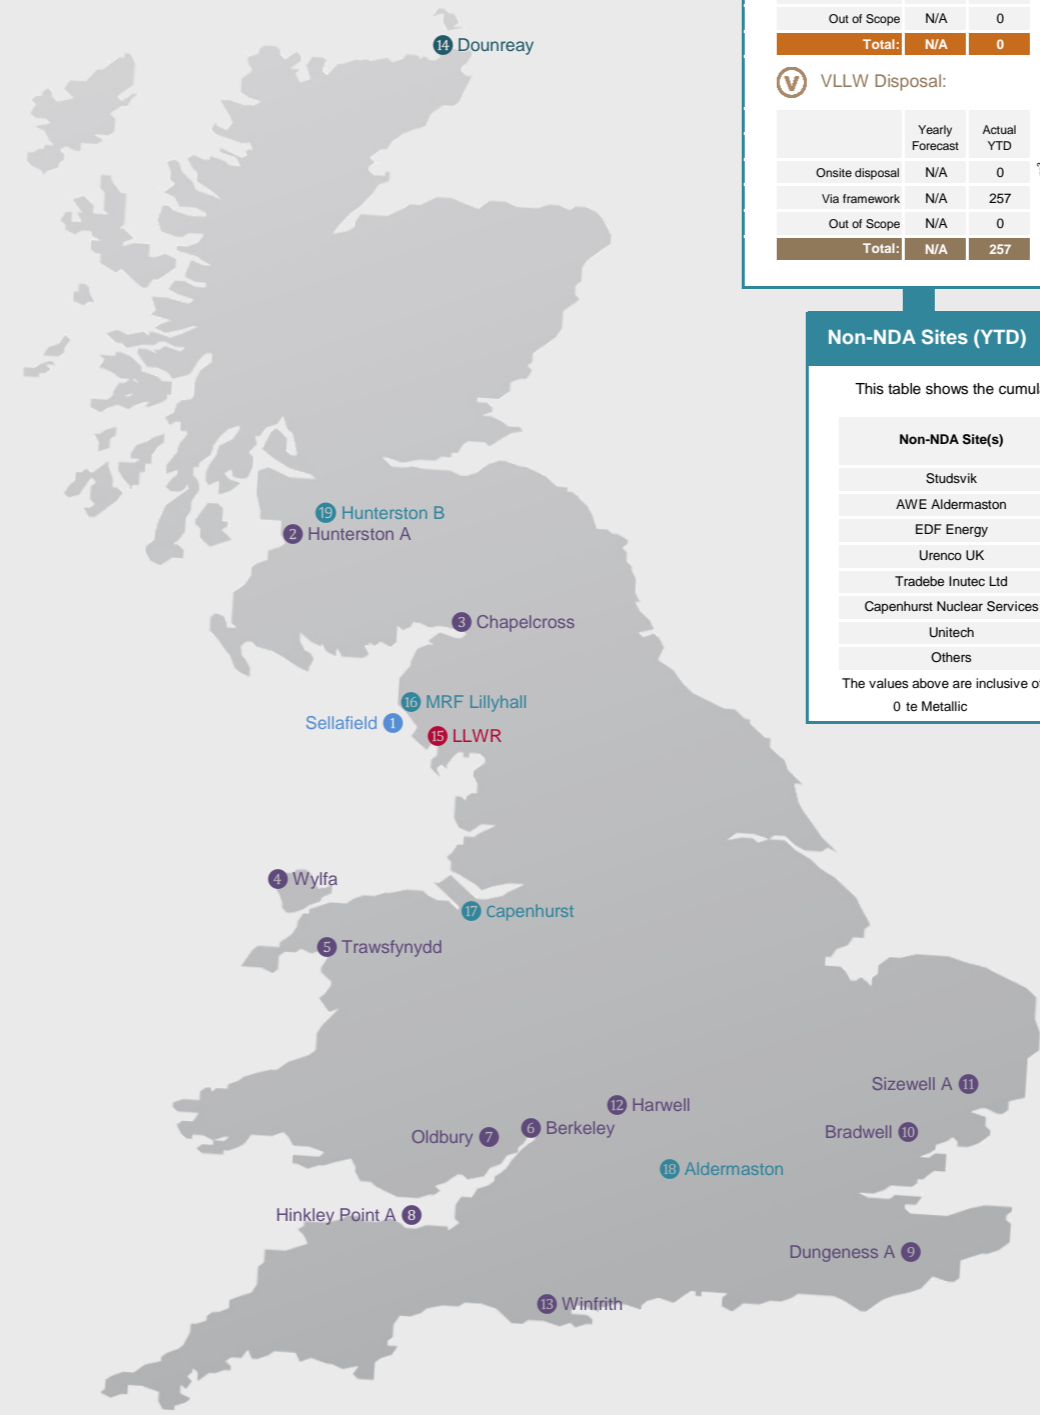 Out of Scope N/A 0
Total: N/A 0
V VLLW Disposal:
Yearly Forecast Actual YTD
Onsite disposal N/A 0
Via framework N/A 257
Out of Scope N/A 0
Total: N/A 257
Non-NDA Sites (YTD)
This table shows the cumul
Non-NDA Site(s)
Studsvik
AWE Aldermaston
EDF Energy
Urenco UK
Tradebe Inutec Ltd
Capenhurst Nuclear Services
Unitech
Others
The values above are inclusive o
0 te Metallic
14 Dounreay
19 Hunterston B
2 Hunterston A
3 Chapelcross
16 MRF Lillyhall
Sellafield 1
15 LLWR
4 Wylfa
17 Capenhurst
5 Trawsfynydd
Sizewell A 11
12 Harwell
6 Berkeley
Bradwell 10
Oldbury 7
18 Aldermaston
Hinkley Point A 8
Dungeness A 9
13 Winfrith